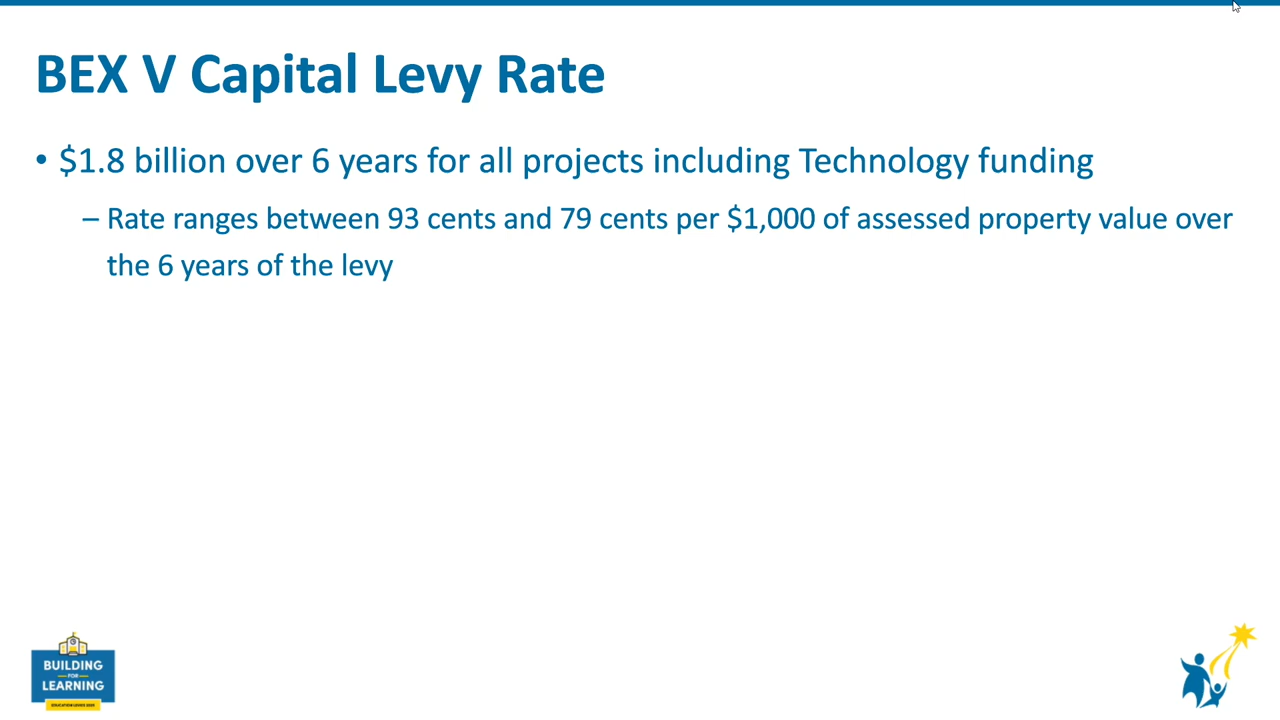 BEX V Capital Levy Rate
• $1.8 billion over 6 years for all projects including Technology funding
– Rate ranges between 93 cents and 79 cents per $1,000 of assessed property value over
the 6 years of the levy
BUILDING
FOR
LEARNING